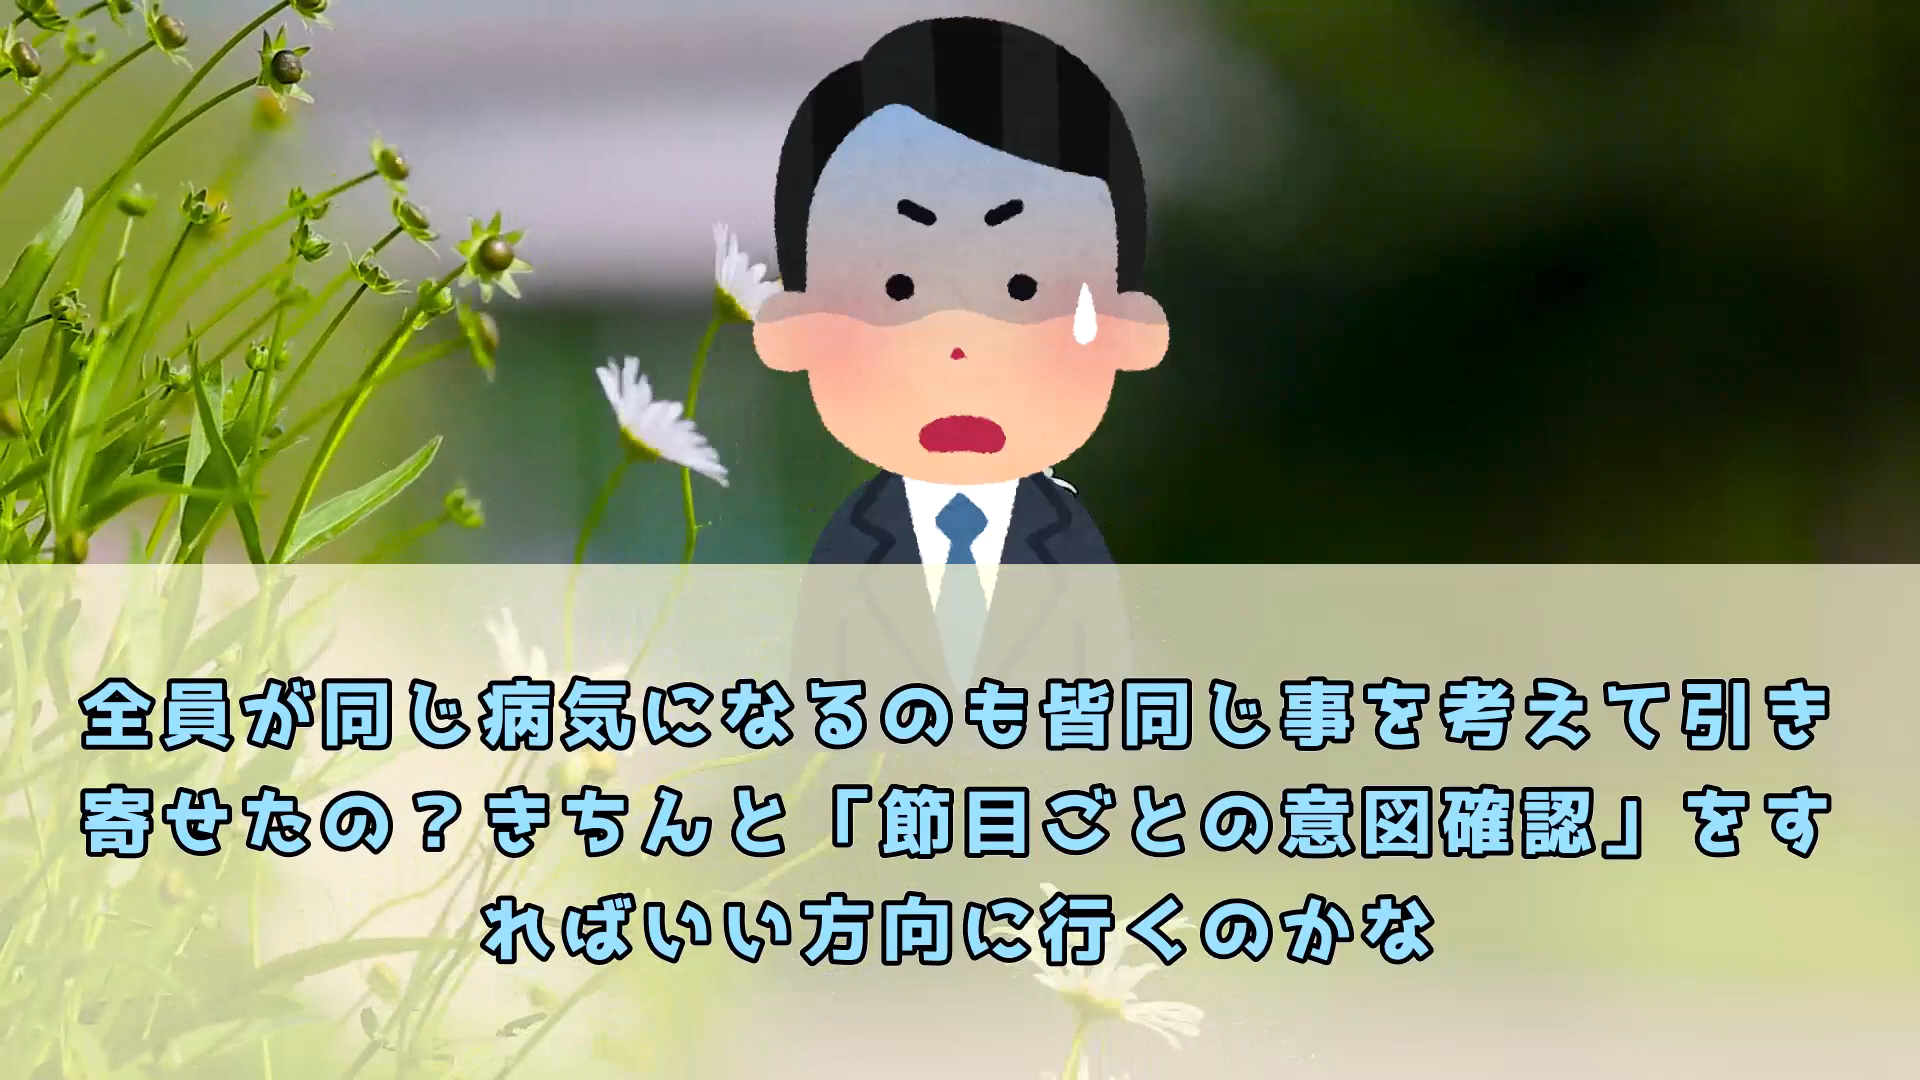 全員が同じ病気になるのも皆同じ事を考えて引き
寄せたの？きちんと「節目ごとの意図確認」をす
ればいい方向に行くのかな